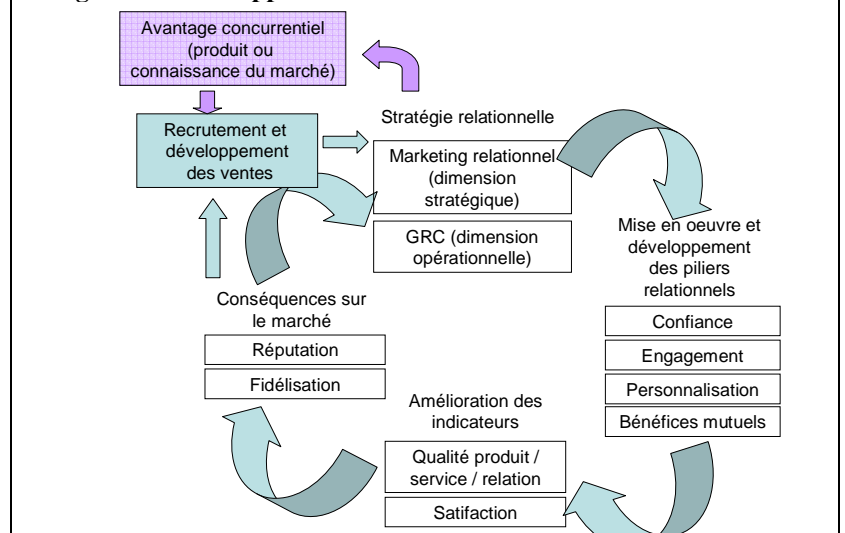 Avantage concurrentiel
(produit ou
connaissance du marché)
Recrutement et
développement
des ventes
Stratégie relationnelle
Marketing relationnel
(dimension
stratégique)
GRC (dimension
opérationnelle)
Mise en oeuvre et
développement
des piliers
relationnels
Confiance
Engagement
Personnalisation
Bénéfices mutuels
Amélioration des
indicateurs
Qualité produit /
service / relation
Satifaction
Conséquences sur
le marché
Réputation
Fidélisation